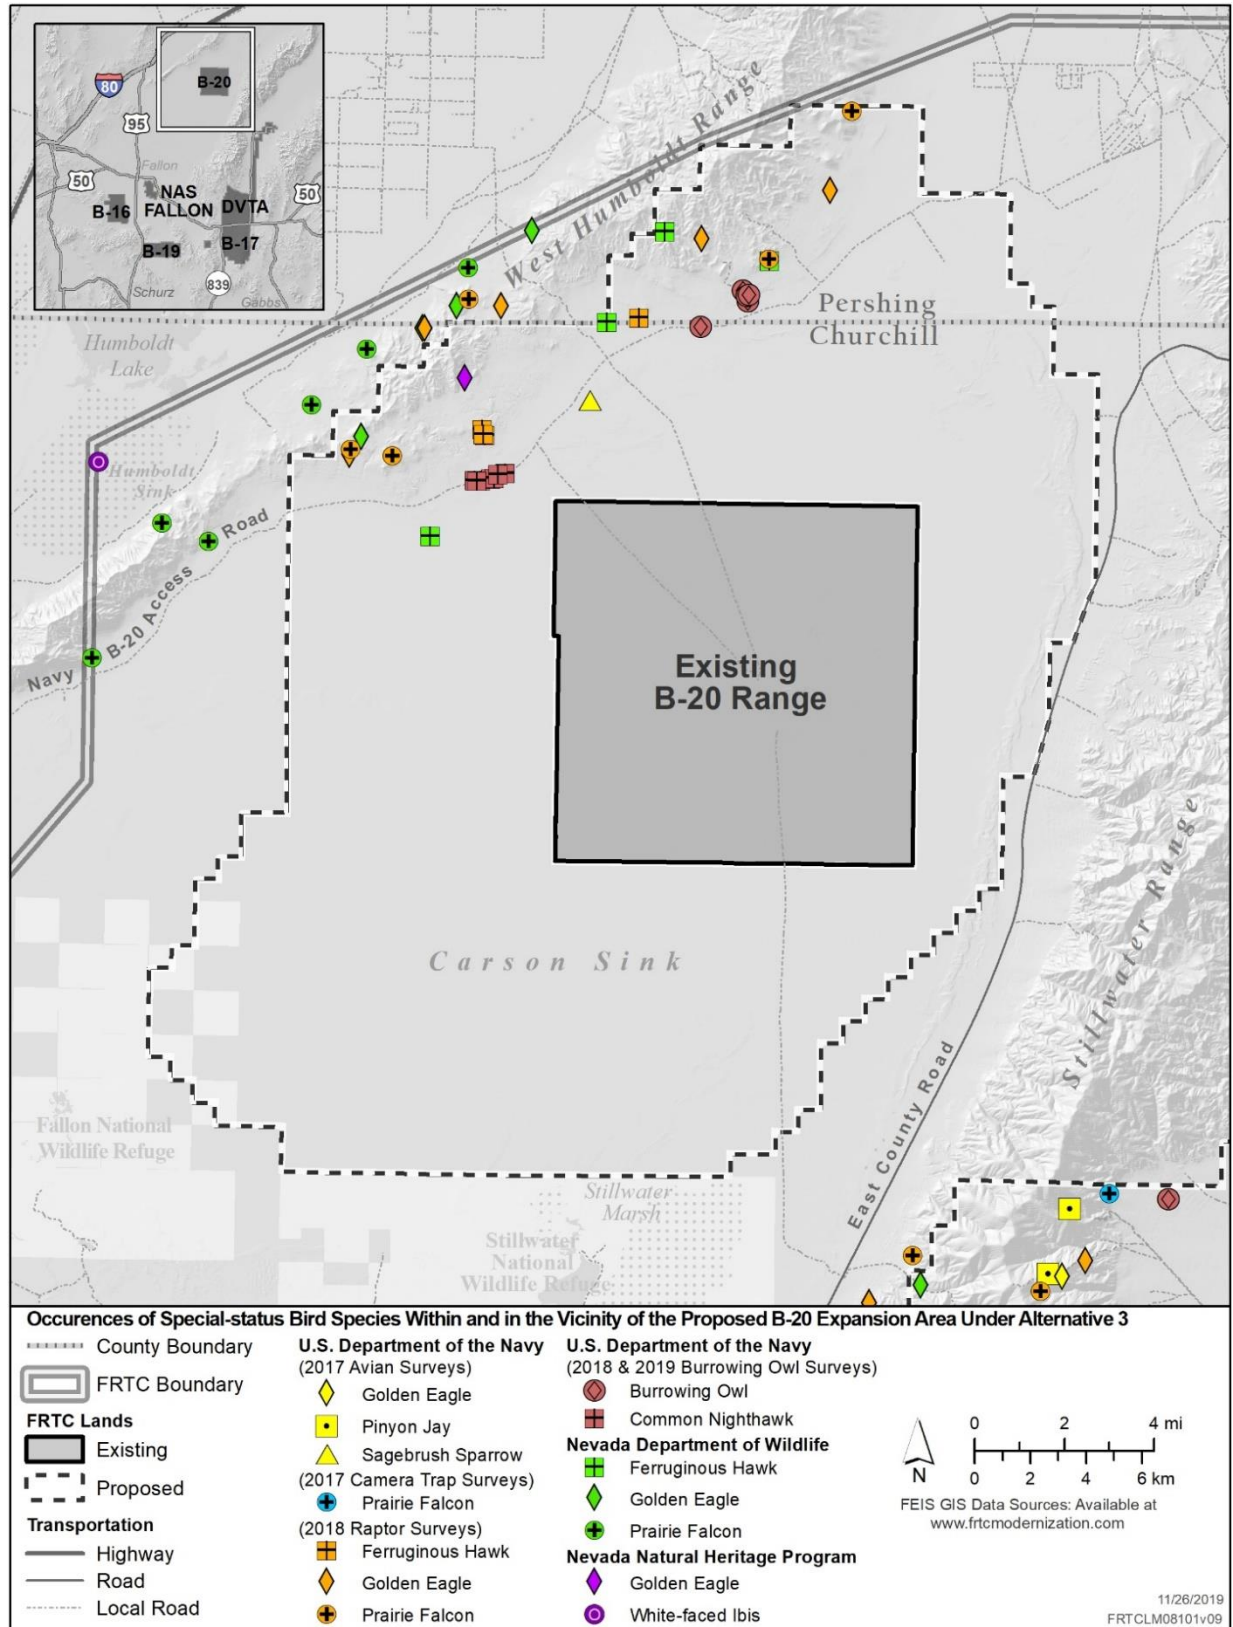 80
B-20
95
Fallon
50
NAS
FALLON
DVTA
50
B-16
B-17
B-19
839
Schurz
Gabbs
West Humboldt Range
Pershing
Churchill
Humboldt
Lake
Humboldt
Sink
Navy B-20 Access Road
Existing
B-20 Range
Carson Sink
Stillwater Range
East County Road
Fallon National
Wildlife Refuge
Stillwater
Marsh
Stillwater
National
Wildlife Refuge
Occurences of Special-status Bird Species Within and in the Vicinity of the Proposed B-20 Expansion Area Under Alternative 3
County Boundary
FRTC Boundary
FRTC Lands
Existing
Proposed
Transportation
Highway
Road
Local Road
U.S. Department of the Navy
(2017 Avian Surveys)
Golden Eagle
Pinyon Jay
Sagebrush Sparrow
(2017 Camera Trap Surveys)
Prairie Falcon
(2018 Raptor Surveys)
Ferruginous Hawk
Golden Eagle
Prairie Falcon
U.S. Department of the Navy
(2018 & 2019 Burrowing Owl Surveys)
Burrowing Owl
Common Nighthawk
Nevada Department of Wildlife
Ferruginous Hawk
Golden Eagle
Prairie Falcon
Nevada Natural Heritage Program
Golden Eagle
White-faced Ibis
N
0 2 4 mi
0 2 4 6 km
FEIS GIS Data Sources: Available at
www.frtcmodernization.com
11/26/2019
FRTCLM08101v09